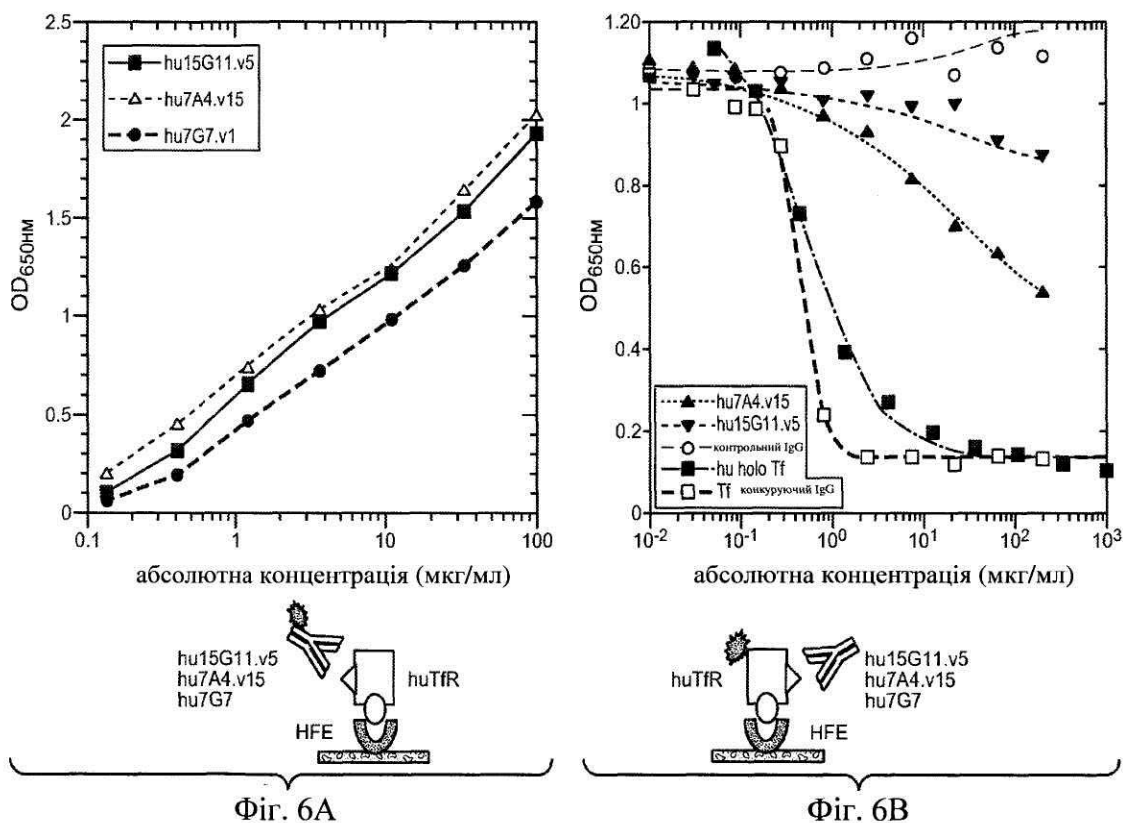 2.5
2
1.5
1
0.5
0
OD650нм
hu15G11.v5
hu7A4.v15
hu7G7.v1
0.1 1 10 100
абсолютна концентрація (мкг/мл)
hu15G11.v5
hu7A4.v15
hu7G7
huTfR
HFE
Фіг. 6A
1.20
1.0
0.8
0.6
0.4
0.2
0
OD650нм
hu7A4.v15
hu15G11.v5
контрольний IgG
hu holo Tf
Tf конкуруючий IgG
10-2 10-1 100 101 102 103
абсолютна концентрація (мкг/мл)
huTfR
hu15G11.v5
hu7A4.v15
hu7G7
HFE
Фіг. 6B